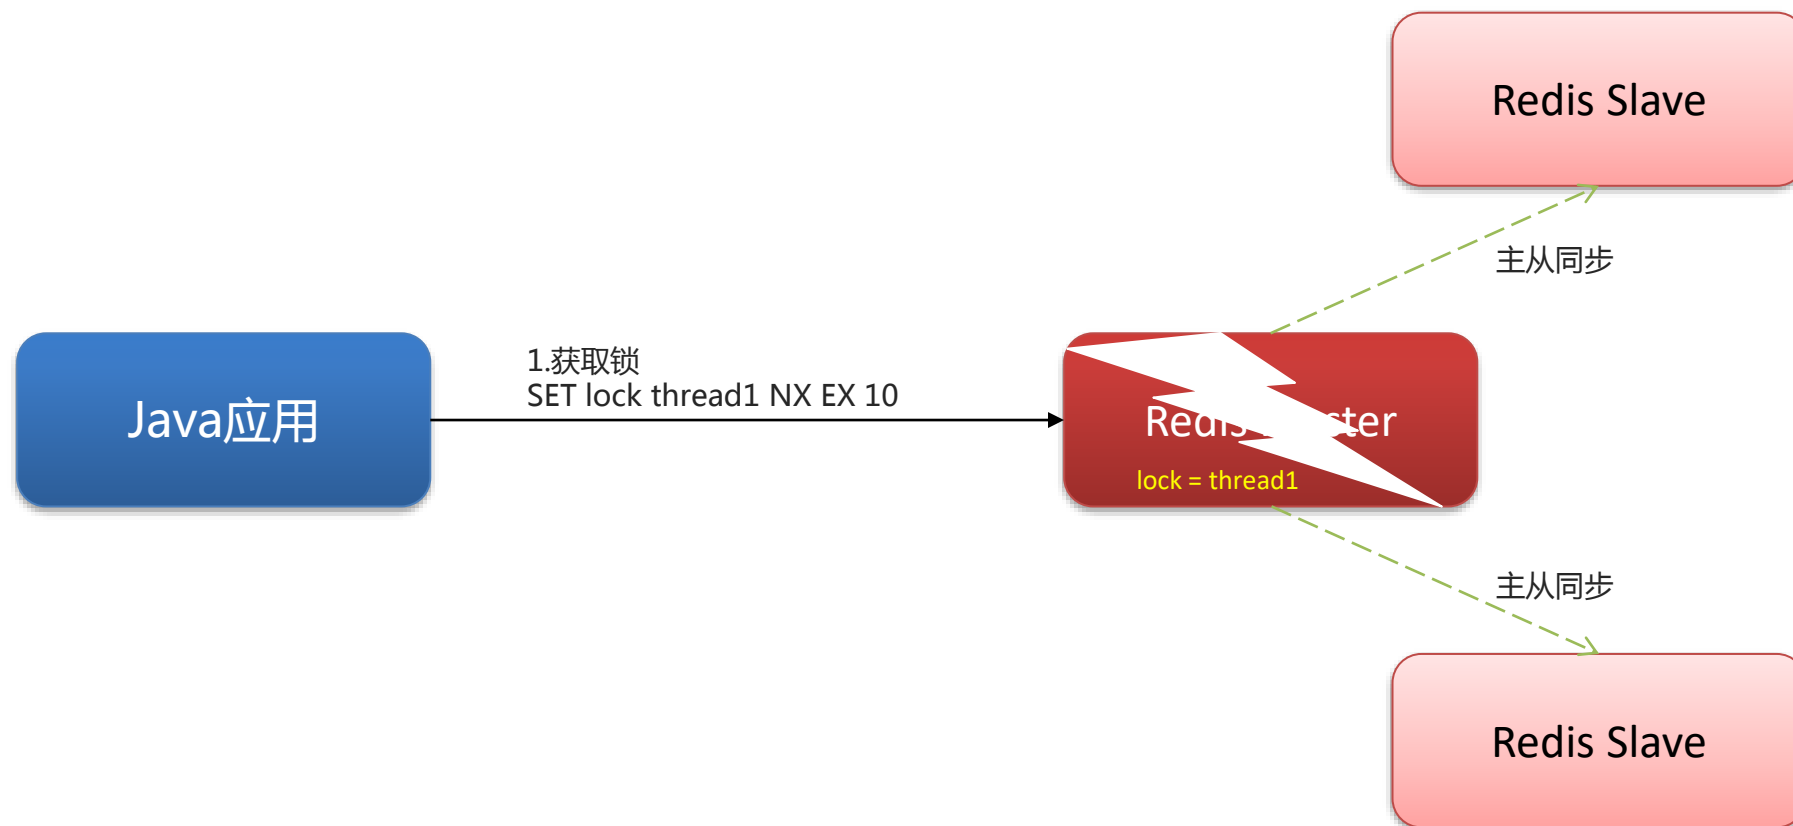 Redis Slave
主从同步
1.获取锁
SET lock thread1 NX EX 10
Java应用
lock = thread1
主从同步
Redis Slave